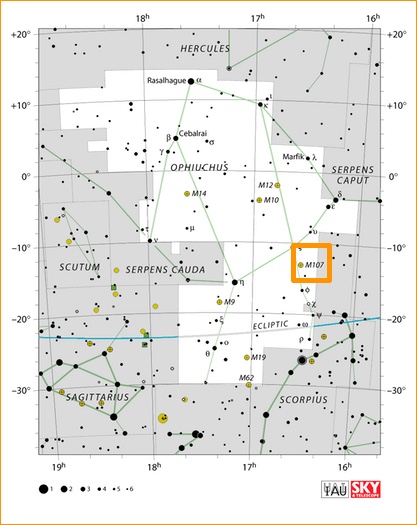 18h 17h 16h
+20° +20°
HERCULES
Rasalhague α
+10° +10°
κ ι
β Cebalrai
γ σ
Marfik λ
OPHIUCHUS
SERPENS
CAPUT
0° 0°
M12
M14
M10
δ
ε
μ υ
τ
ν
−10° −10°
ζ
M107
SCUTUM
SERPENS CAUDA
η
M9
φ
χ
ψ
−20° −20°
ξ
ECLIPTIC
ω
ο
θ
ρ
M19
M62
−30° −30°
SAGITTARIUS
SCORPIUS
19h 18h 17h 16h
1 2 3 4 5 6
IAU
SKY
& TELESCOPE